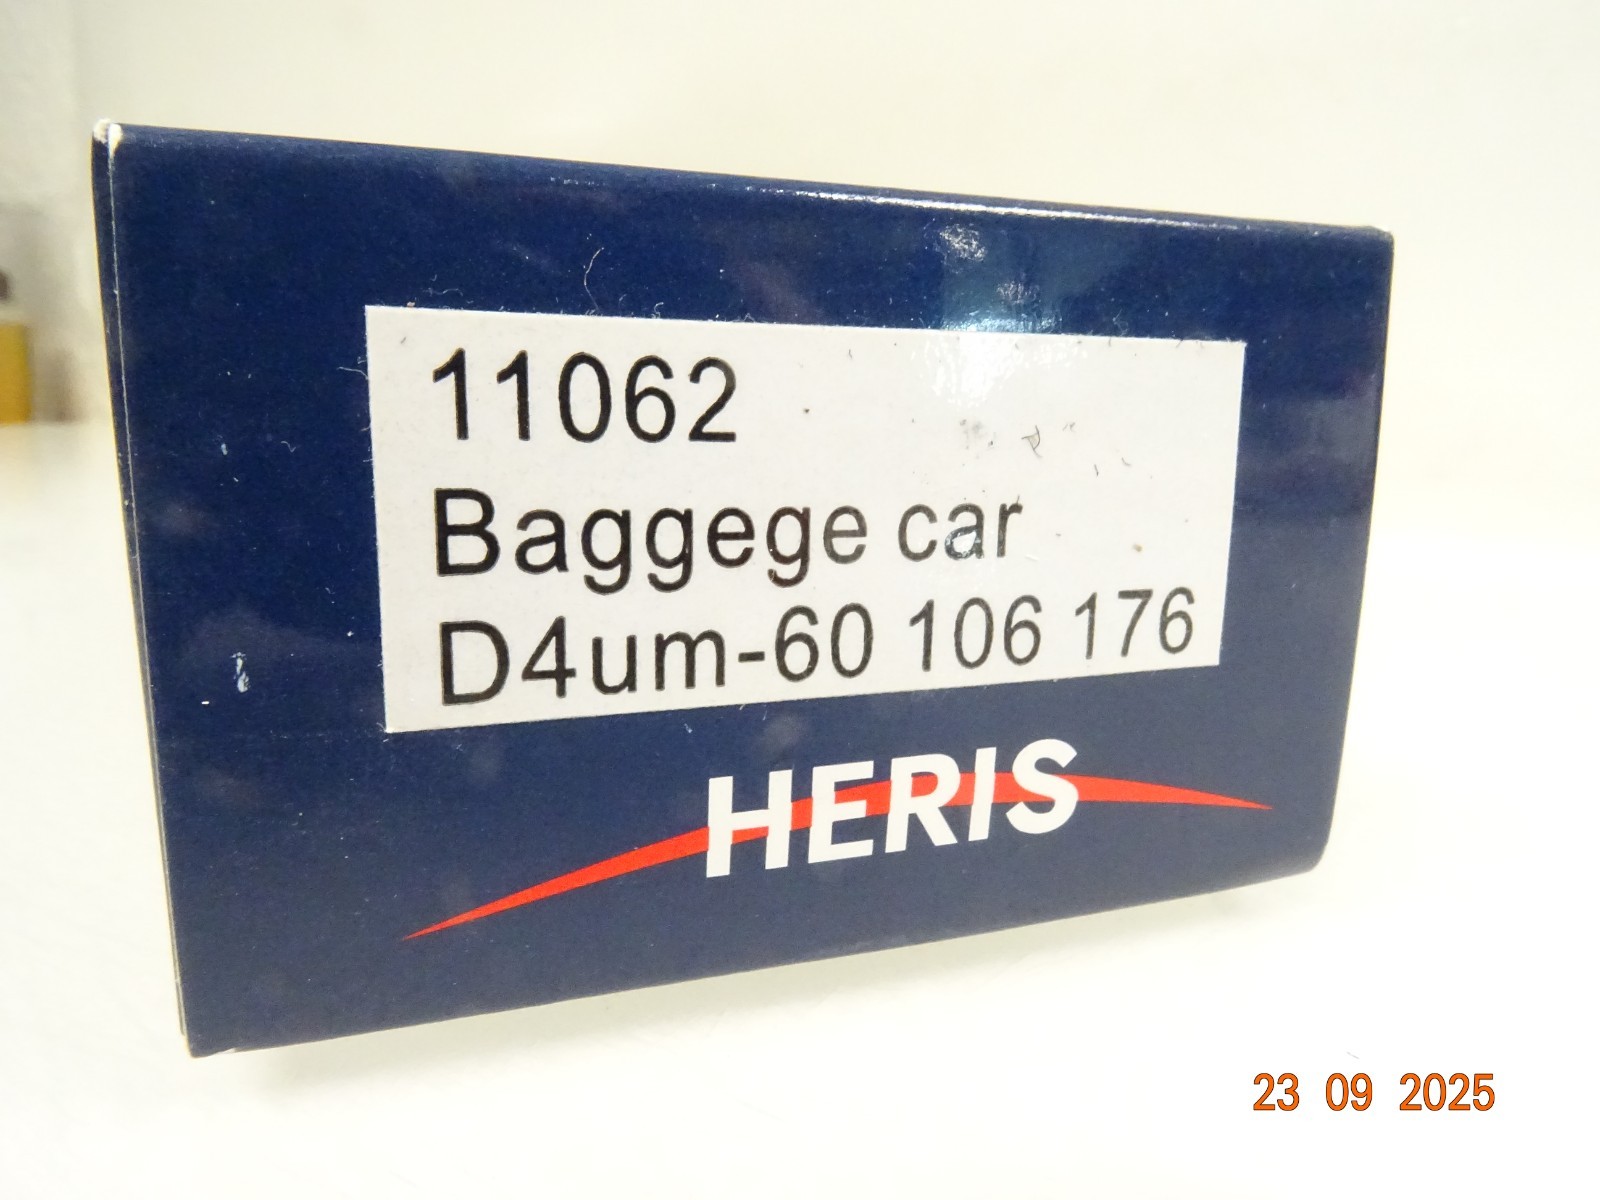 11062
Baggege car
D4um-60 106 176
HERIS
23 09 2025